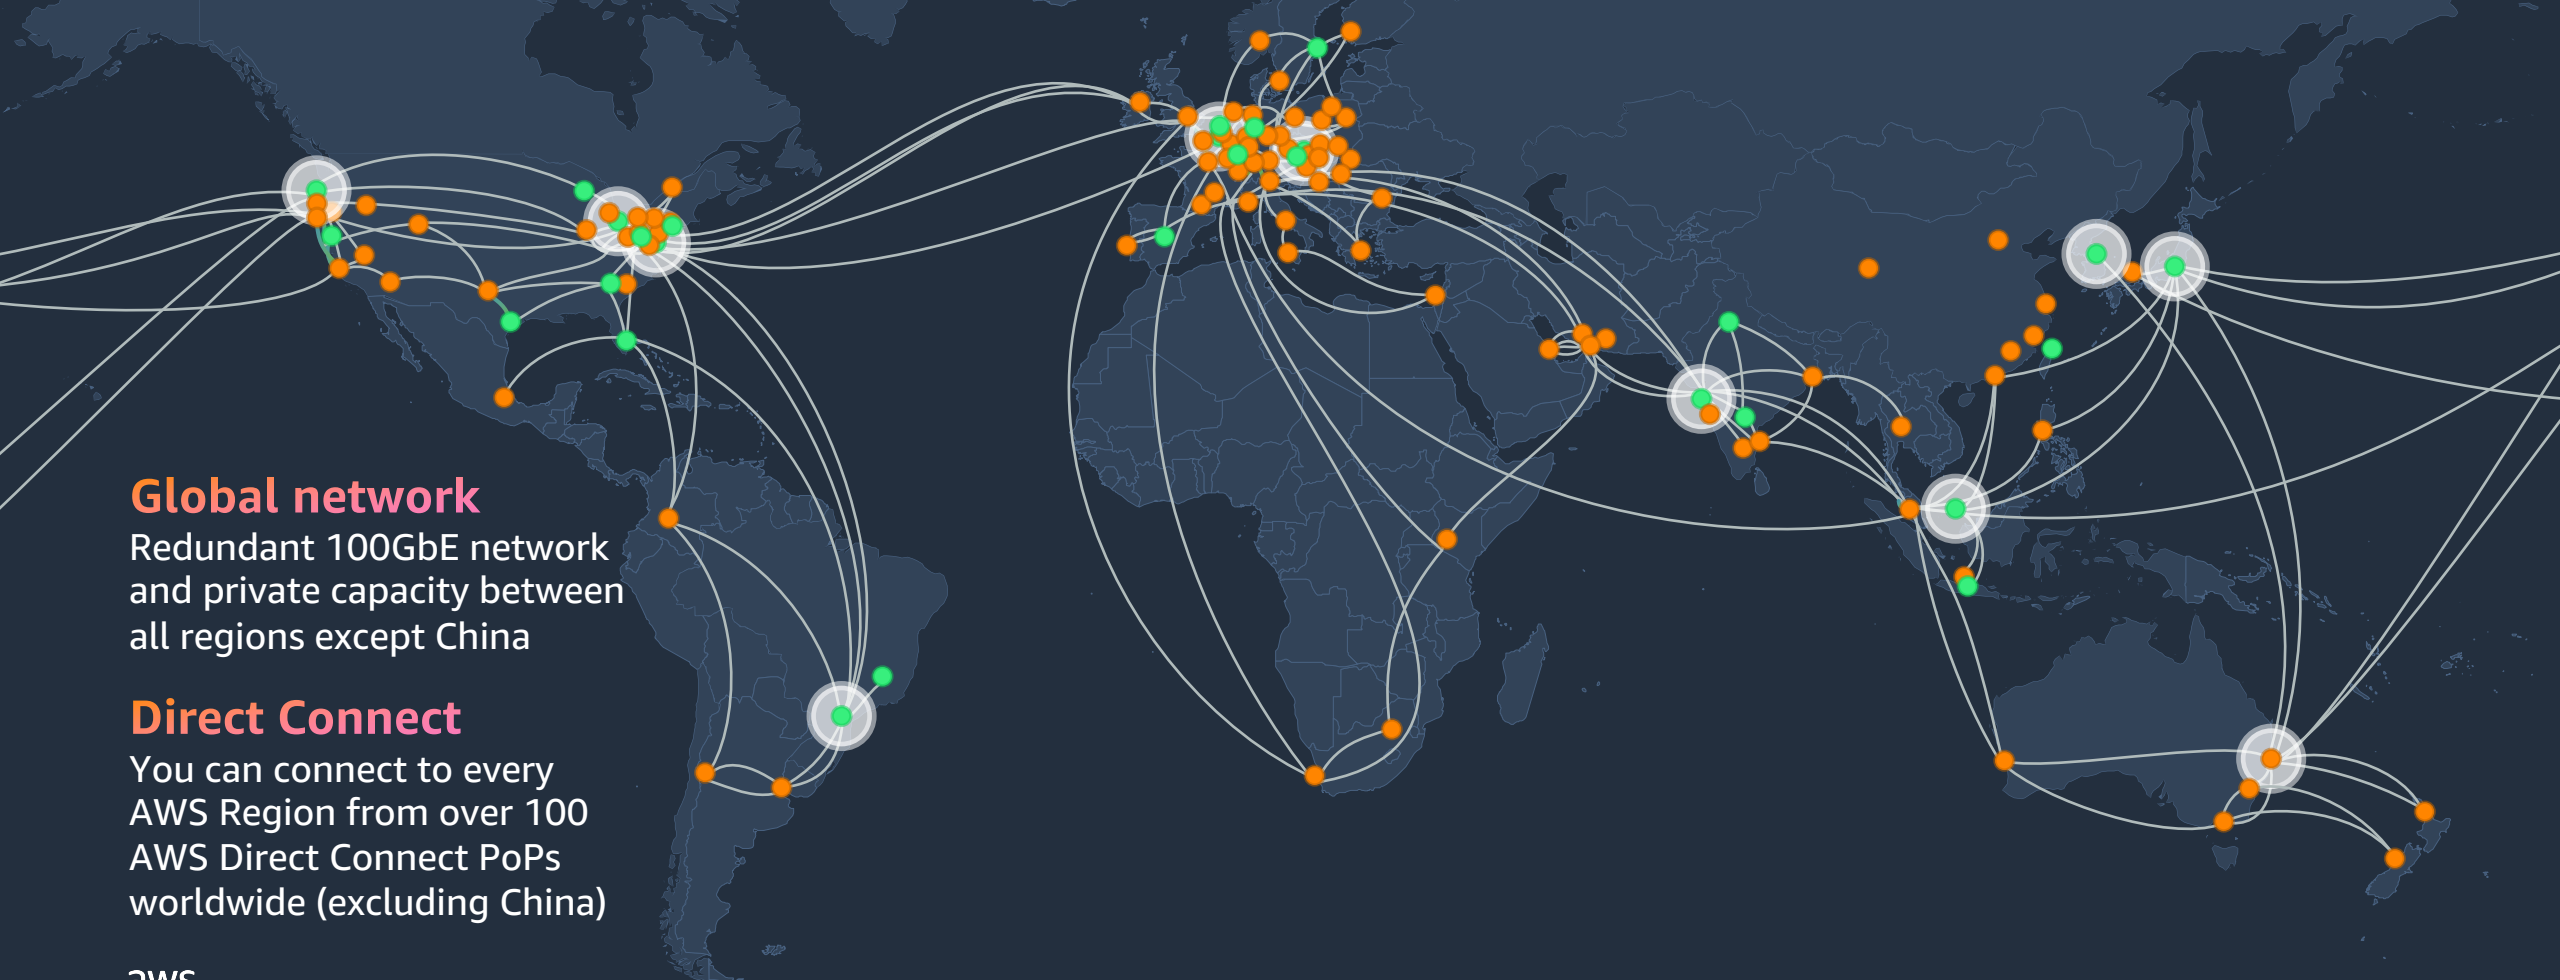 Global network
Redundant 100GbE network
and private capacity between
all regions except China
Direct Connect
You can connect to every
AWS Region from over 100
AWS Direct Connect PoPs
worldwide (excluding China)
aws